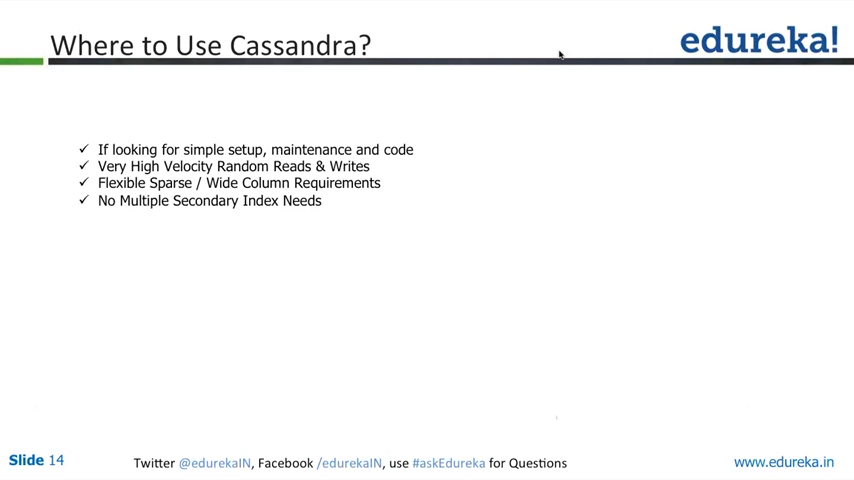 Where to Use Cassandra?
edureka!
✓ If looking for simple setup, maintenance and code
✓ Very High Velocity Random Reads & Writes
✓ Flexible Sparse / Wide Column Requirements
✓ No Multiple Secondary Index Needs
Slide 14
Twitter @edurekaIN, Facebook /edurekaIN, use #askEdureka for Questions
www.edureka.in